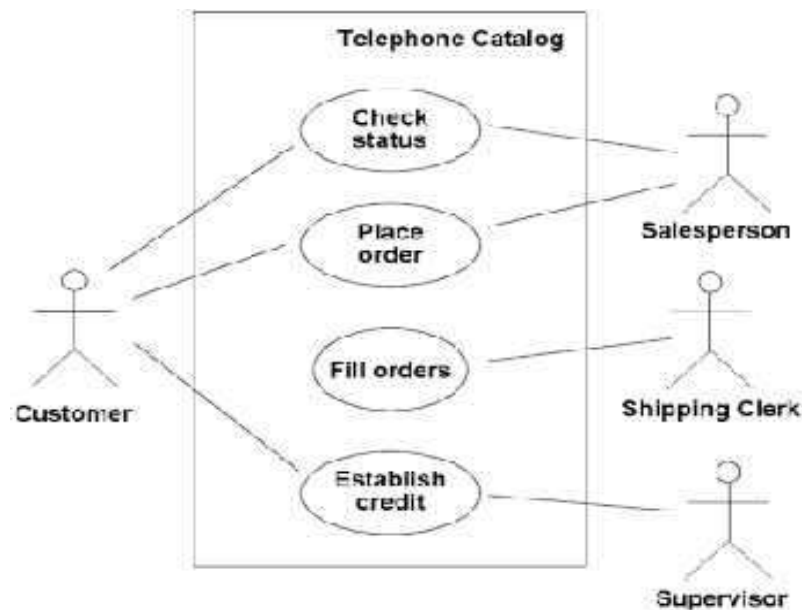 Telephone Catalog
Check
status
Place
order
Salesperson
Fill orders
Customer
Shipping Clerk
Establish
credit
Supervisor